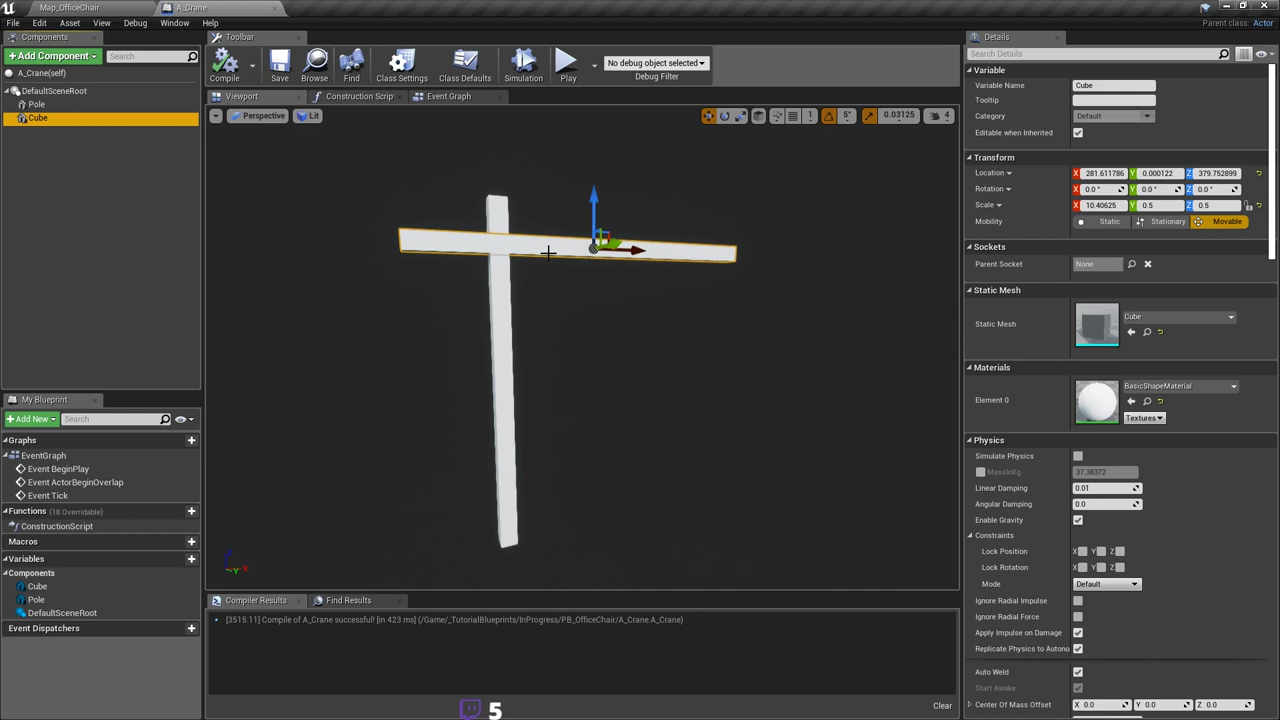 Map_OfficeChair
A_Crane
File Edit Asset View Debug Window Help
Parent class: Actor
Components
+Add Component
Search
A_Crane(self)
DefaultSceneRoot
Pole
Cube
Toolbar
Compile
Save
Browse
Find
Class Settings
Class Defaults
Simulation
Play
No debug object selected
Debug Filter
Viewport
Construction Scrip
Event Graph
Perspective
Lit
1
5°
0.03125
4
X
Y
My Blueprint
+Add New
Search
Graphs
EventGraph
Event BeginPlay
Event ActorBeginOverlap
Event Tick
Functions (18 Overridable)
ConstructionScript
Macros
Variables
Components
Cube
Pole
DefaultSceneRoot
Event Dispatchers
Compiler Results
Find Results
[3515.11] Compile of A_Crane successful! [in 423 ms] (/Game/_TutorialBlueprints/InProgress/PB_OfficeChair/A_Crane.A_Crane)
Clear
5
Details
Search Details
Variable
Variable Name Cube
Tooltip
Category Default
Editable when Inherited
Transform
Location X 281.611786 Y 0.000122 Z 379.752899
Rotation X 0.0 ° Y 0.0 ° Z 0.0 °
Scale X 10.40625 Y 0.5 Z 0.5
Mobility Static Stationary Movable
Sockets
Parent Socket None
Static Mesh
Static Mesh Cube
Materials
Element 0 BasicShapeMaterial
Textures
Physics
Simulate Physics
MassInKg 37.38372
Linear Damping 0.01
Angular Damping 0.0
Enable Gravity
Constraints
Lock Position X Y Z
Lock Rotation X Y Z
Mode Default
Ignore Radial Impulse
Ignore Radial Force
Apply Impulse on Damage
Replicate Physics to Autono
Auto Weld
Start Awake
Center Of Mass Offset X 0.0 Y 0.0 Z 0.0